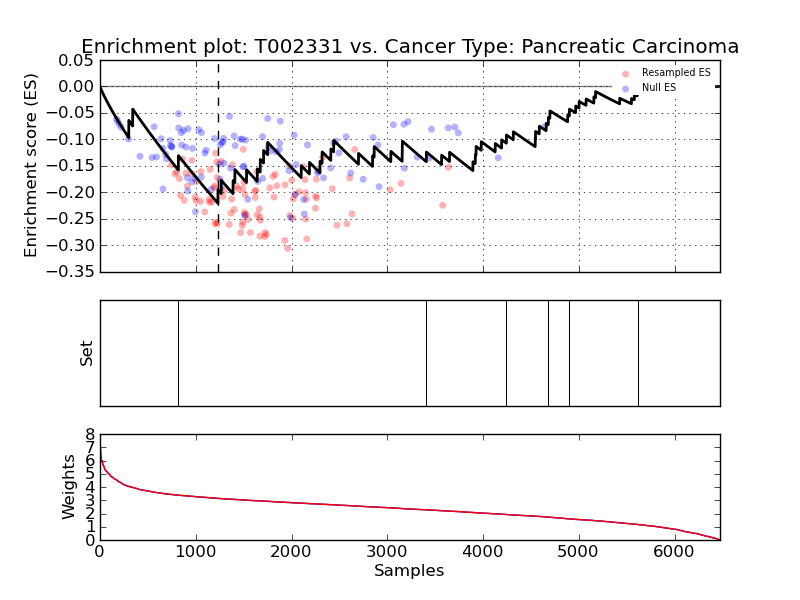 Enrichment plot: T002331 vs. Cancer Type: Pancreatic Carcinoma
Enrichment score (ES)
0.05
0.00
−0.05
−0.10
−0.15
−0.20
−0.25
−0.30
−0.35
Resampled ES
Null ES
Set
Weights
8
7
6
5
4
3
2
1
0
0 1000 2000 3000 4000 5000 6000
Samples